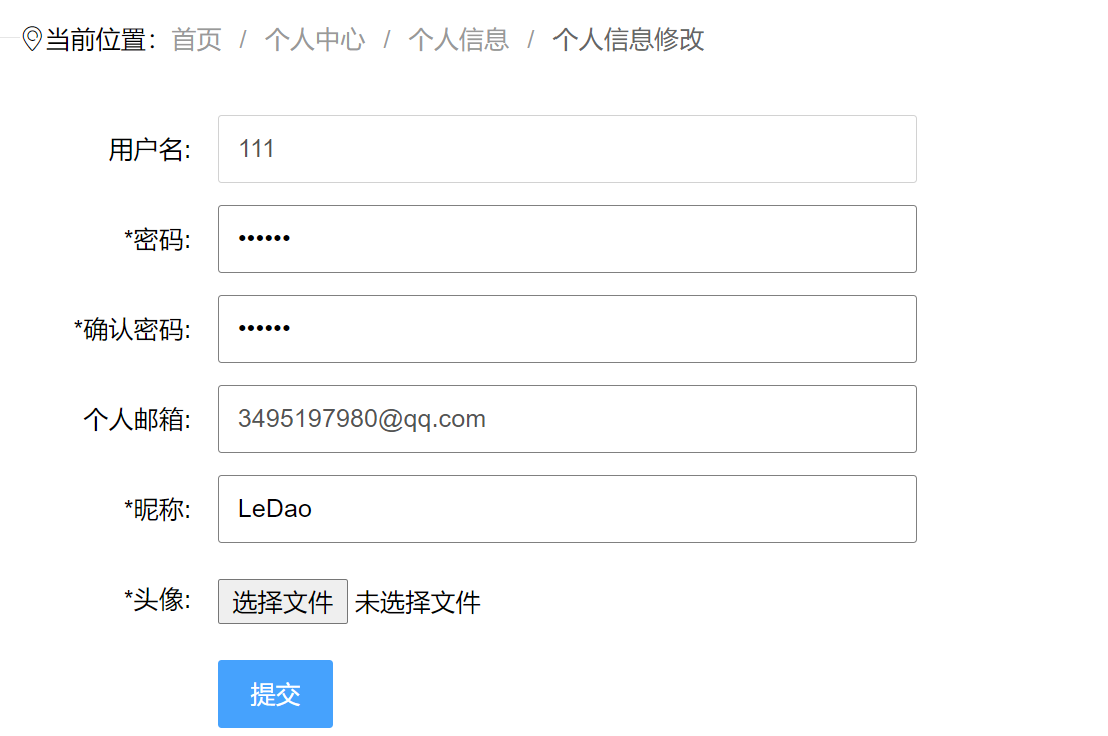 当前位置：首页 / 个人中心 / 个人信息 / 个人信息修改
用户名: 111
*密码: ••••••
*确认密码: ••••••
个人邮箱: 3495197980@qq.com
*昵称: LeDao
*头像: 选择文件 未选择文件
提交